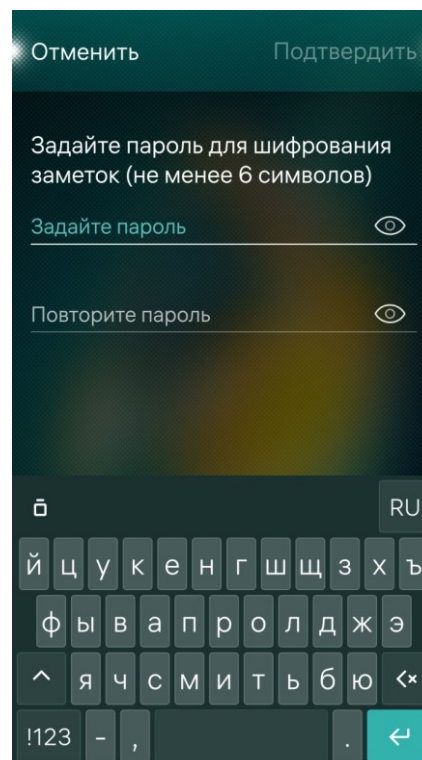 Отменить Подтвердить
Задайте пароль для шифрования
заметок (не менее 6 символов)
Задайте пароль
Повторите пароль
RU
й ц у к е н г ш щ з х ъ
ф ы в а п р о л д ж э
я ч с м и т ь б ю
!123 - , .